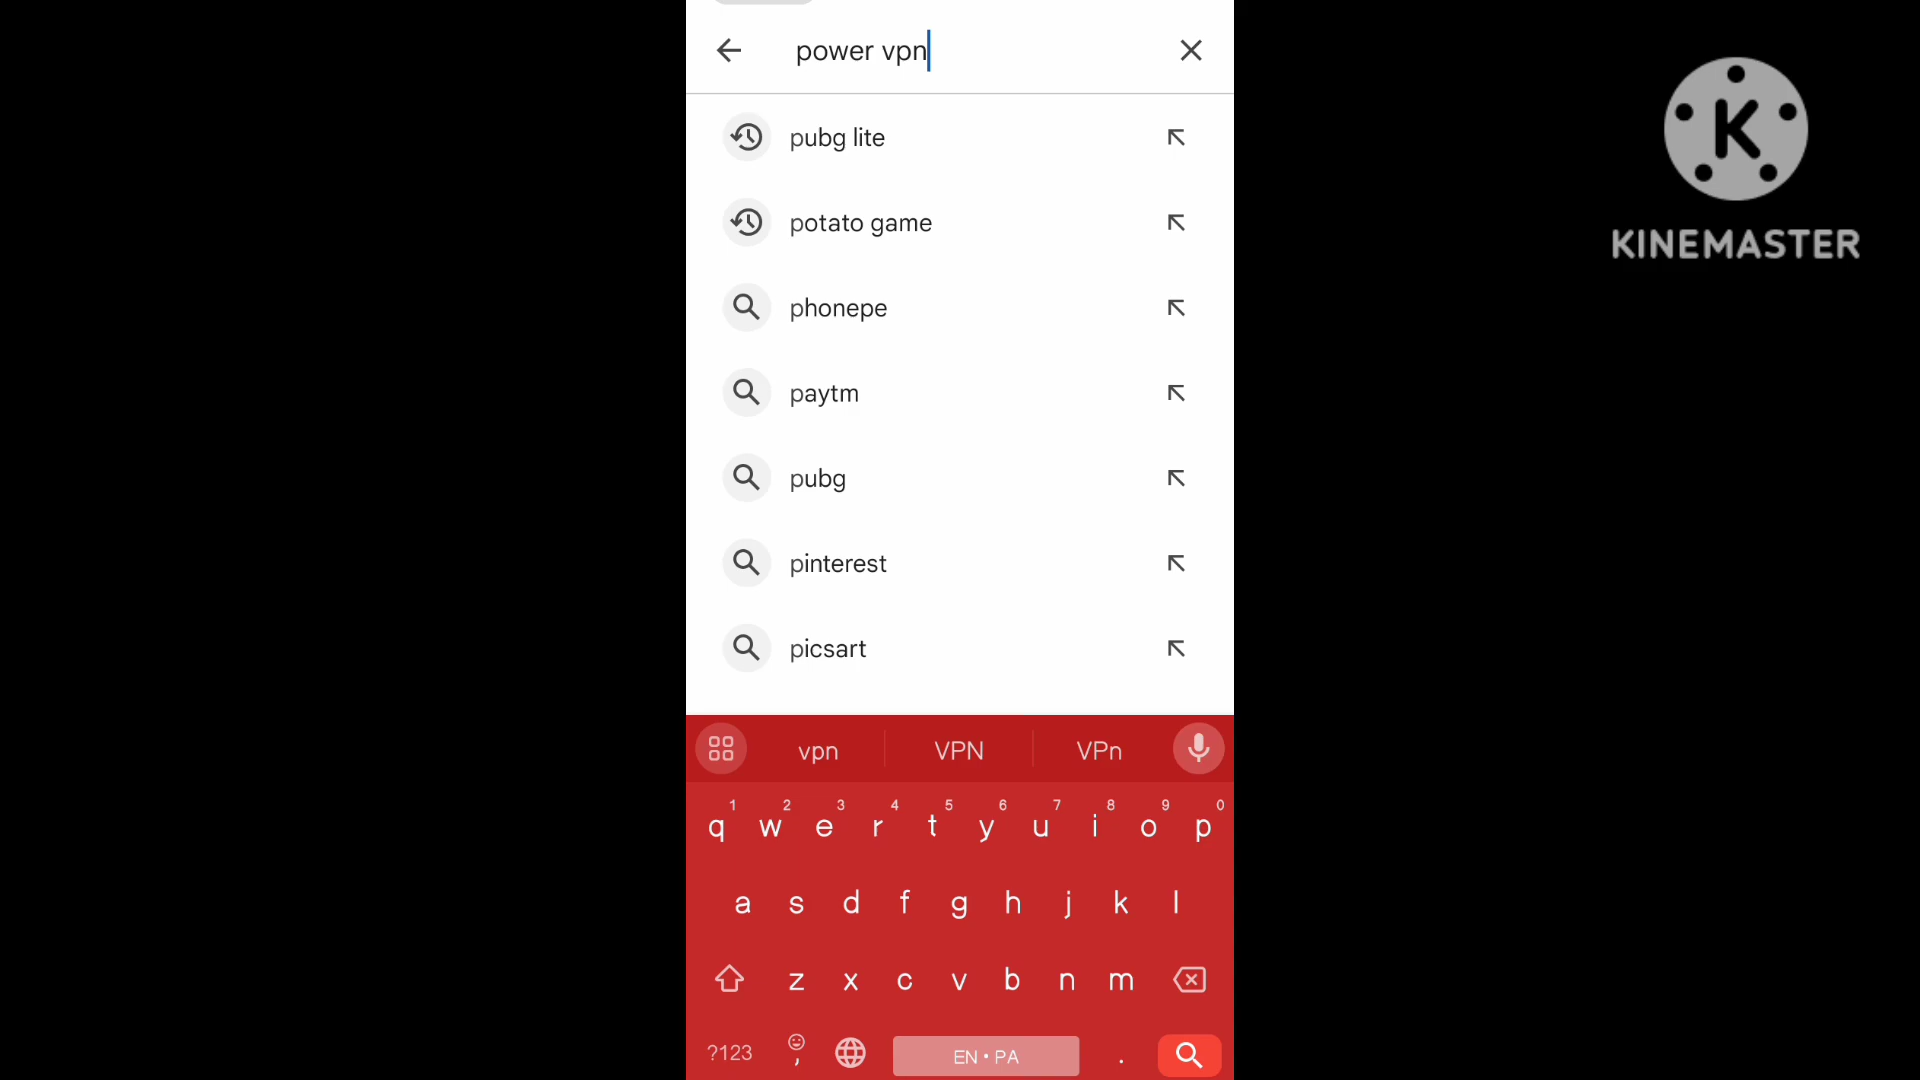 power vpn
pubg lite
potato game
phonepe
paytm
pubg
pinterest
picsart
vpn VPN VPn
1 2 3 4 5 6 7 8 9 0
q w e r t y u i o p
a s d f g h j k l
z x c v b n m
?123 , EN • PA .
K
KINEMASTER